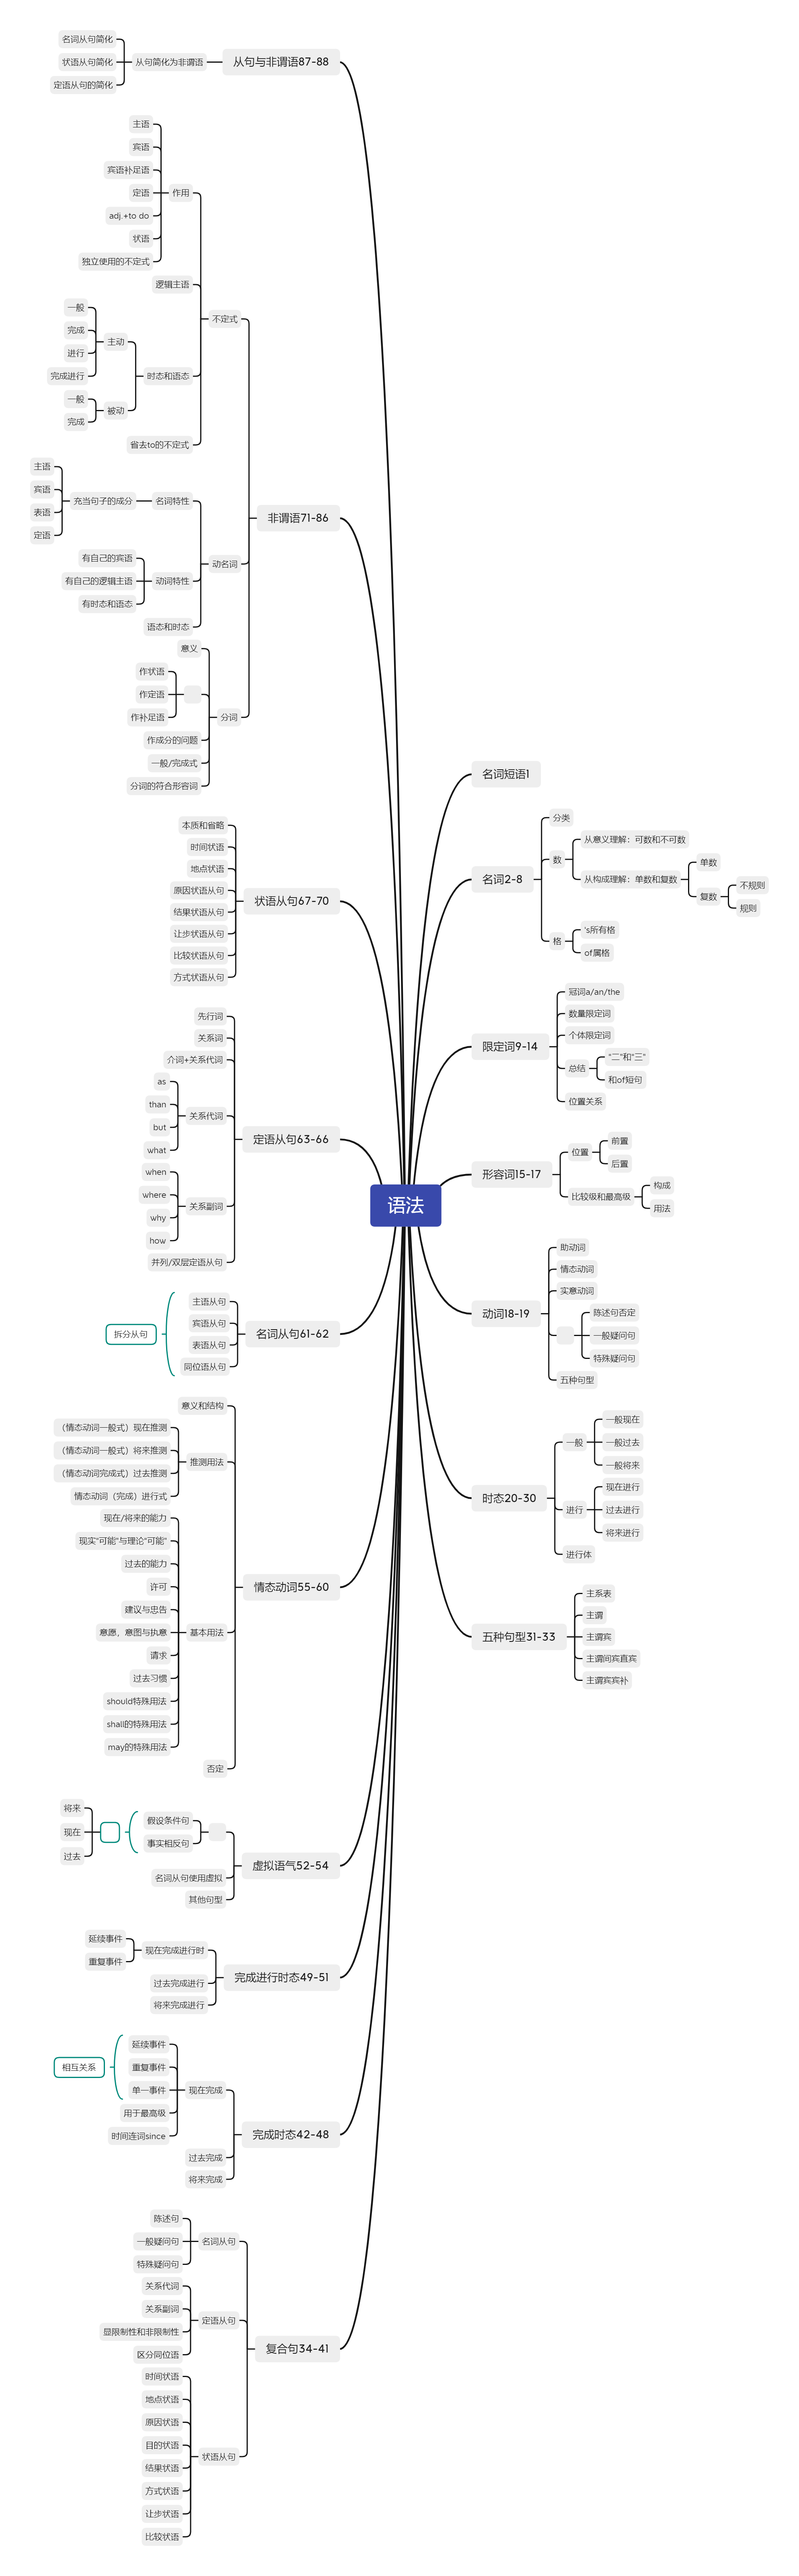 语法
名词短语1
名词2-8
分类
数
从意义理解：可数和不可数
从构成理解：单数和复数
单数
复数
不规则
规则
格
's所有格
of属格
限定词9-14
冠词a/an/the
数量限定词
个体限定词
总结
“二”和“三”
和of短句
位置关系
形容词15-17
位置
前置
后置
比较级和最高级
构成
用法
动词18-19
助动词
情态动词
实意动词
陈述句否定
一般疑问句
特殊疑问句
五种句型
时态20-30
一般
一般现在
一般过去
一般将来
进行
现在进行
过去进行
将来进行
进行体
五种句型31-33
主系表
主谓
主谓宾
主谓间宾直宾
主谓宾宾补
从句与非谓语87-88
从句简化为非谓语
名词从句简化
状语从句简化
定语从句的简化
非谓语71-86
不定式
作用
主语
宾语
宾语补足语
定语
adj.+to do
状语
独立使用的不定式
逻辑主语
时态和语态
主动
一般
完成
进行
完成进行
被动
一般
完成
省去to的不定式
动名词
名词特性
充当句子的成分
主语
宾语
表语
定语
动词特性
有自己的宾语
有自己的逻辑主语
有时态和语态
语态和时态
分词
意义
作状语
作定语
作补足语
作成分的问题
一般/完成式
分词的符合形容词
状语从句67-70
本质和省略
时间状语
地点状语
原因状语从句
结果状语从句
让步状语从句
比较状语从句
方式状语从句
定语从句63-66
先行词
关系词
介词+关系代词
关系代词
as
than
but
what
关系副词
when
where
why
how
并列/双层定语从句
名词从句61-62
主语从句
宾语从句
表语从句
同位语从句
拆分从句
情态动词55-60
意义和结构
推测用法
（情态动词一般式）现在推测
（情态动词一般式）将来推测
（情态动词完成式）过去推测
情态动词（完成）进行式
基本用法
现在/将来的能力
现实“可能”与理论“可能”
过去的能力
许可
建议与忠告
意愿，意图与执意
请求
过去习惯
should特殊用法
shall的特殊用法
may的特殊用法
否定
虚拟语气52-54
假设条件句
事实相反句
将来
现在
过去
名词从句使用虚拟
其他句型
完成进行时态49-51
现在完成进行时
延续事件
重复事件
过去完成进行
将来完成进行
完成时态42-48
现在完成
延续事件
重复事件
单一事件
相互关系
用于最高级
时间连词since
过去完成
将来完成
复合句34-41
名词从句
陈述句
一般疑问句
特殊疑问句
定语从句
关系代词
关系副词
显限制性和非限制性
区分同位语
状语从句
时间状语
地点状语
原因状语
目的状语
结果状语
方式状语
让步状语
比较状语